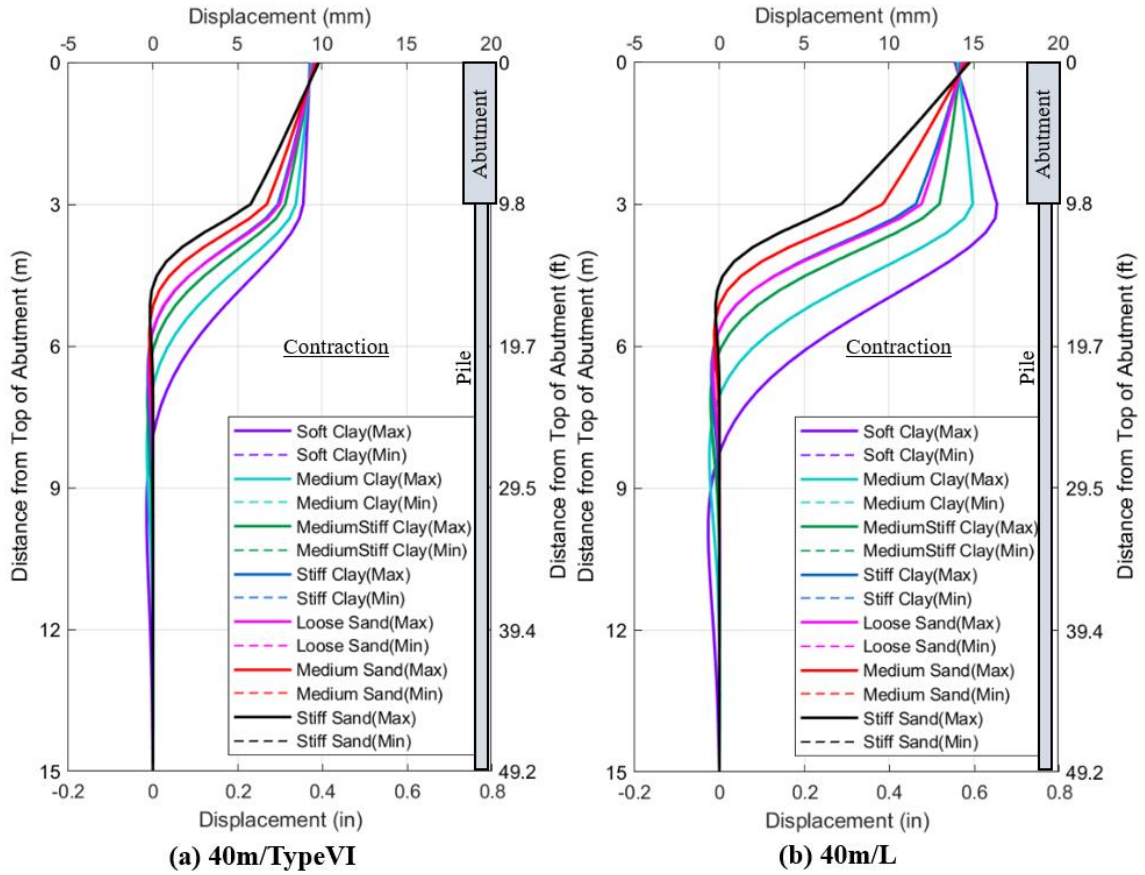 Displacement (mm)
-5 0 5 10 15 20
0
3
6
9
12
15
Distance from Top of Abutment (m)
Abutment
Pile
Contraction
Soft Clay(Max)
Soft Clay(Min)
Medium Clay(Max)
Medium Clay(Min)
MediumStiff Clay(Max)
MediumStiff Clay(Min)
Stiff Clay(Max)
Stiff Clay(Min)
Loose Sand(Max)
Loose Sand(Min)
Medium Sand(Max)
Medium Sand(Min)
Stiff Sand(Max)
Stiff Sand(Min)
0
9.8
19.7
29.5
39.4
49.2
Distance from Top of Abutment (ft)
-0.2 0 0.2 0.4 0.6 0.8
Displacement (in)
(a) 40m/TypeVI
Displacement (mm)
-5 0 5 10 15 20
0
3
6
9
12
15
Distance from Top of Abutment (m)
Abutment
Pile
Contraction
Soft Clay(Max)
Soft Clay(Min)
Medium Clay(Max)
Medium Clay(Min)
MediumStiff Clay(Max)
MediumStiff Clay(Min)
Stiff Clay(Max)
Stiff Clay(Min)
Loose Sand(Max)
Loose Sand(Min)
Medium Sand(Max)
Medium Sand(Min)
Stiff Sand(Max)
Stiff Sand(Min)
0
9.8
19.7
29.5
39.4
49.2
Distance from Top of Abutment (ft)
-0.2 0 0.2 0.4 0.6 0.8
Displacement (in)
(b) 40m/L